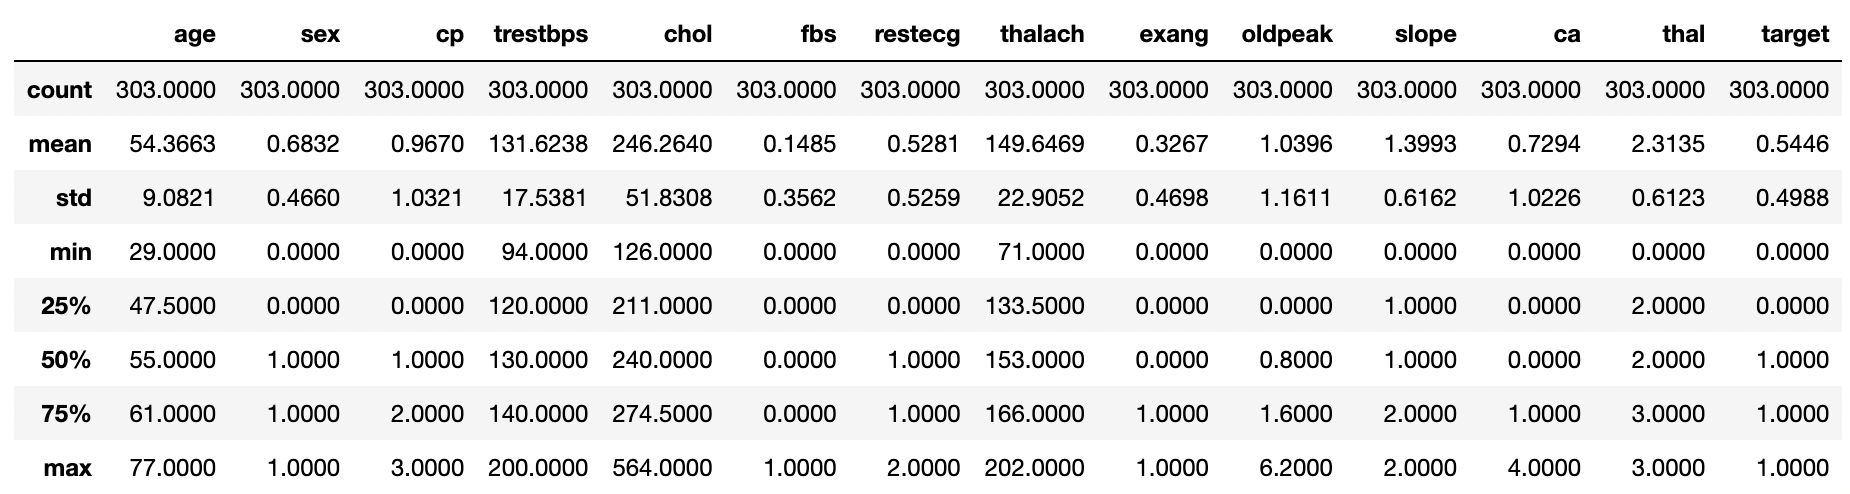 age sex cp trestbps chol fbs restecg thalach exang oldpeak slope ca thal target
count 303.0000 303.0000 303.0000 303.0000 303.0000 303.0000 303.0000 303.0000 303.0000 303.0000 303.0000 303.0000 303.0000 303.0000
mean 54.3663 0.6832 0.9670 131.6238 246.2640 0.1485 0.5281 149.6469 0.3267 1.0396 1.3993 0.7294 2.3135 0.5446
std 9.0821 0.4660 1.0321 17.5381 51.8308 0.3562 0.5259 22.9052 0.4698 1.1611 0.6162 1.0226 0.6123 0.4988
min 29.0000 0.0000 0.0000 94.0000 126.0000 0.0000 0.0000 71.0000 0.0000 0.0000 0.0000 0.0000 0.0000 0.0000
25% 47.5000 0.0000 0.0000 120.0000 211.0000 0.0000 0.0000 133.5000 0.0000 0.0000 1.0000 0.0000 2.0000 0.0000
50% 55.0000 1.0000 1.0000 130.0000 240.0000 0.0000 1.0000 153.0000 0.0000 0.8000 1.0000 0.0000 2.0000 1.0000
75% 61.0000 1.0000 2.0000 140.0000 274.5000 0.0000 1.0000 166.0000 1.0000 1.6000 2.0000 1.0000 3.0000 1.0000
max 77.0000 1.0000 3.0000 200.0000 564.0000 1.0000 2.0000 202.0000 1.0000 6.2000 2.0000 4.0000 3.0000 1.0000